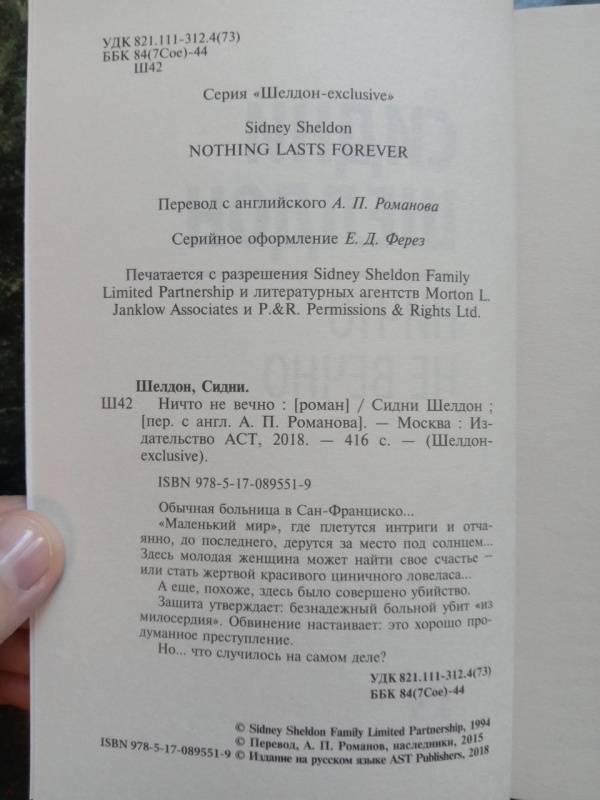 УДК 821.111-312.4(73)
ББК 84(7Сое)-44
Ш42
Серия «Шелдон-exclusive»
Sidney Sheldon
NOTHING LASTS FOREVER
Перевод с английского А. П. Романова
Серийное оформление Е. Д. Ферез
Печатается с разрешения Sidney Sheldon Family
Limited Partnership и литературных агентств Morton L.
Janklow Associates и P.&R. Permissions & Rights Ltd.
Шелдон, Сидни.
Ш42 Ничто не вечно : [роман] / Сидни Шелдон ;
[пер. с англ. А. П. Романова]. — Москва : Из-
дательство АСТ, 2018. — 416 с. — (Шелдон-
exclusive).
ISBN 978-5-17-089551-9
Обычная больница в Сан-Франциско...
«Маленький мир», где плетутся интриги и отча-
янно, до последнего, дерутся за место под солнцем...
Здесь молодая женщина может найти свое счастье –
или стать жертвой красивого циничного ловеласа...
А еще, похоже, здесь было совершено убийство.
Защита утверждает: безнадежный больной убит «из
милосердия». Обвинение настаивает: это хорошо про-
думанное преступление.
Но... что случилось на самом деле?
УДК 821.111-312.4(73)
ББК 84(7Сое)-44
© Sidney Sheldon Family Limited Partnership, 1994
© Перевод, А. П. Романов, наследники, 2015
ISBN 978-5-17-089551-9 © Издание на русском языке AST Publishers, 2018